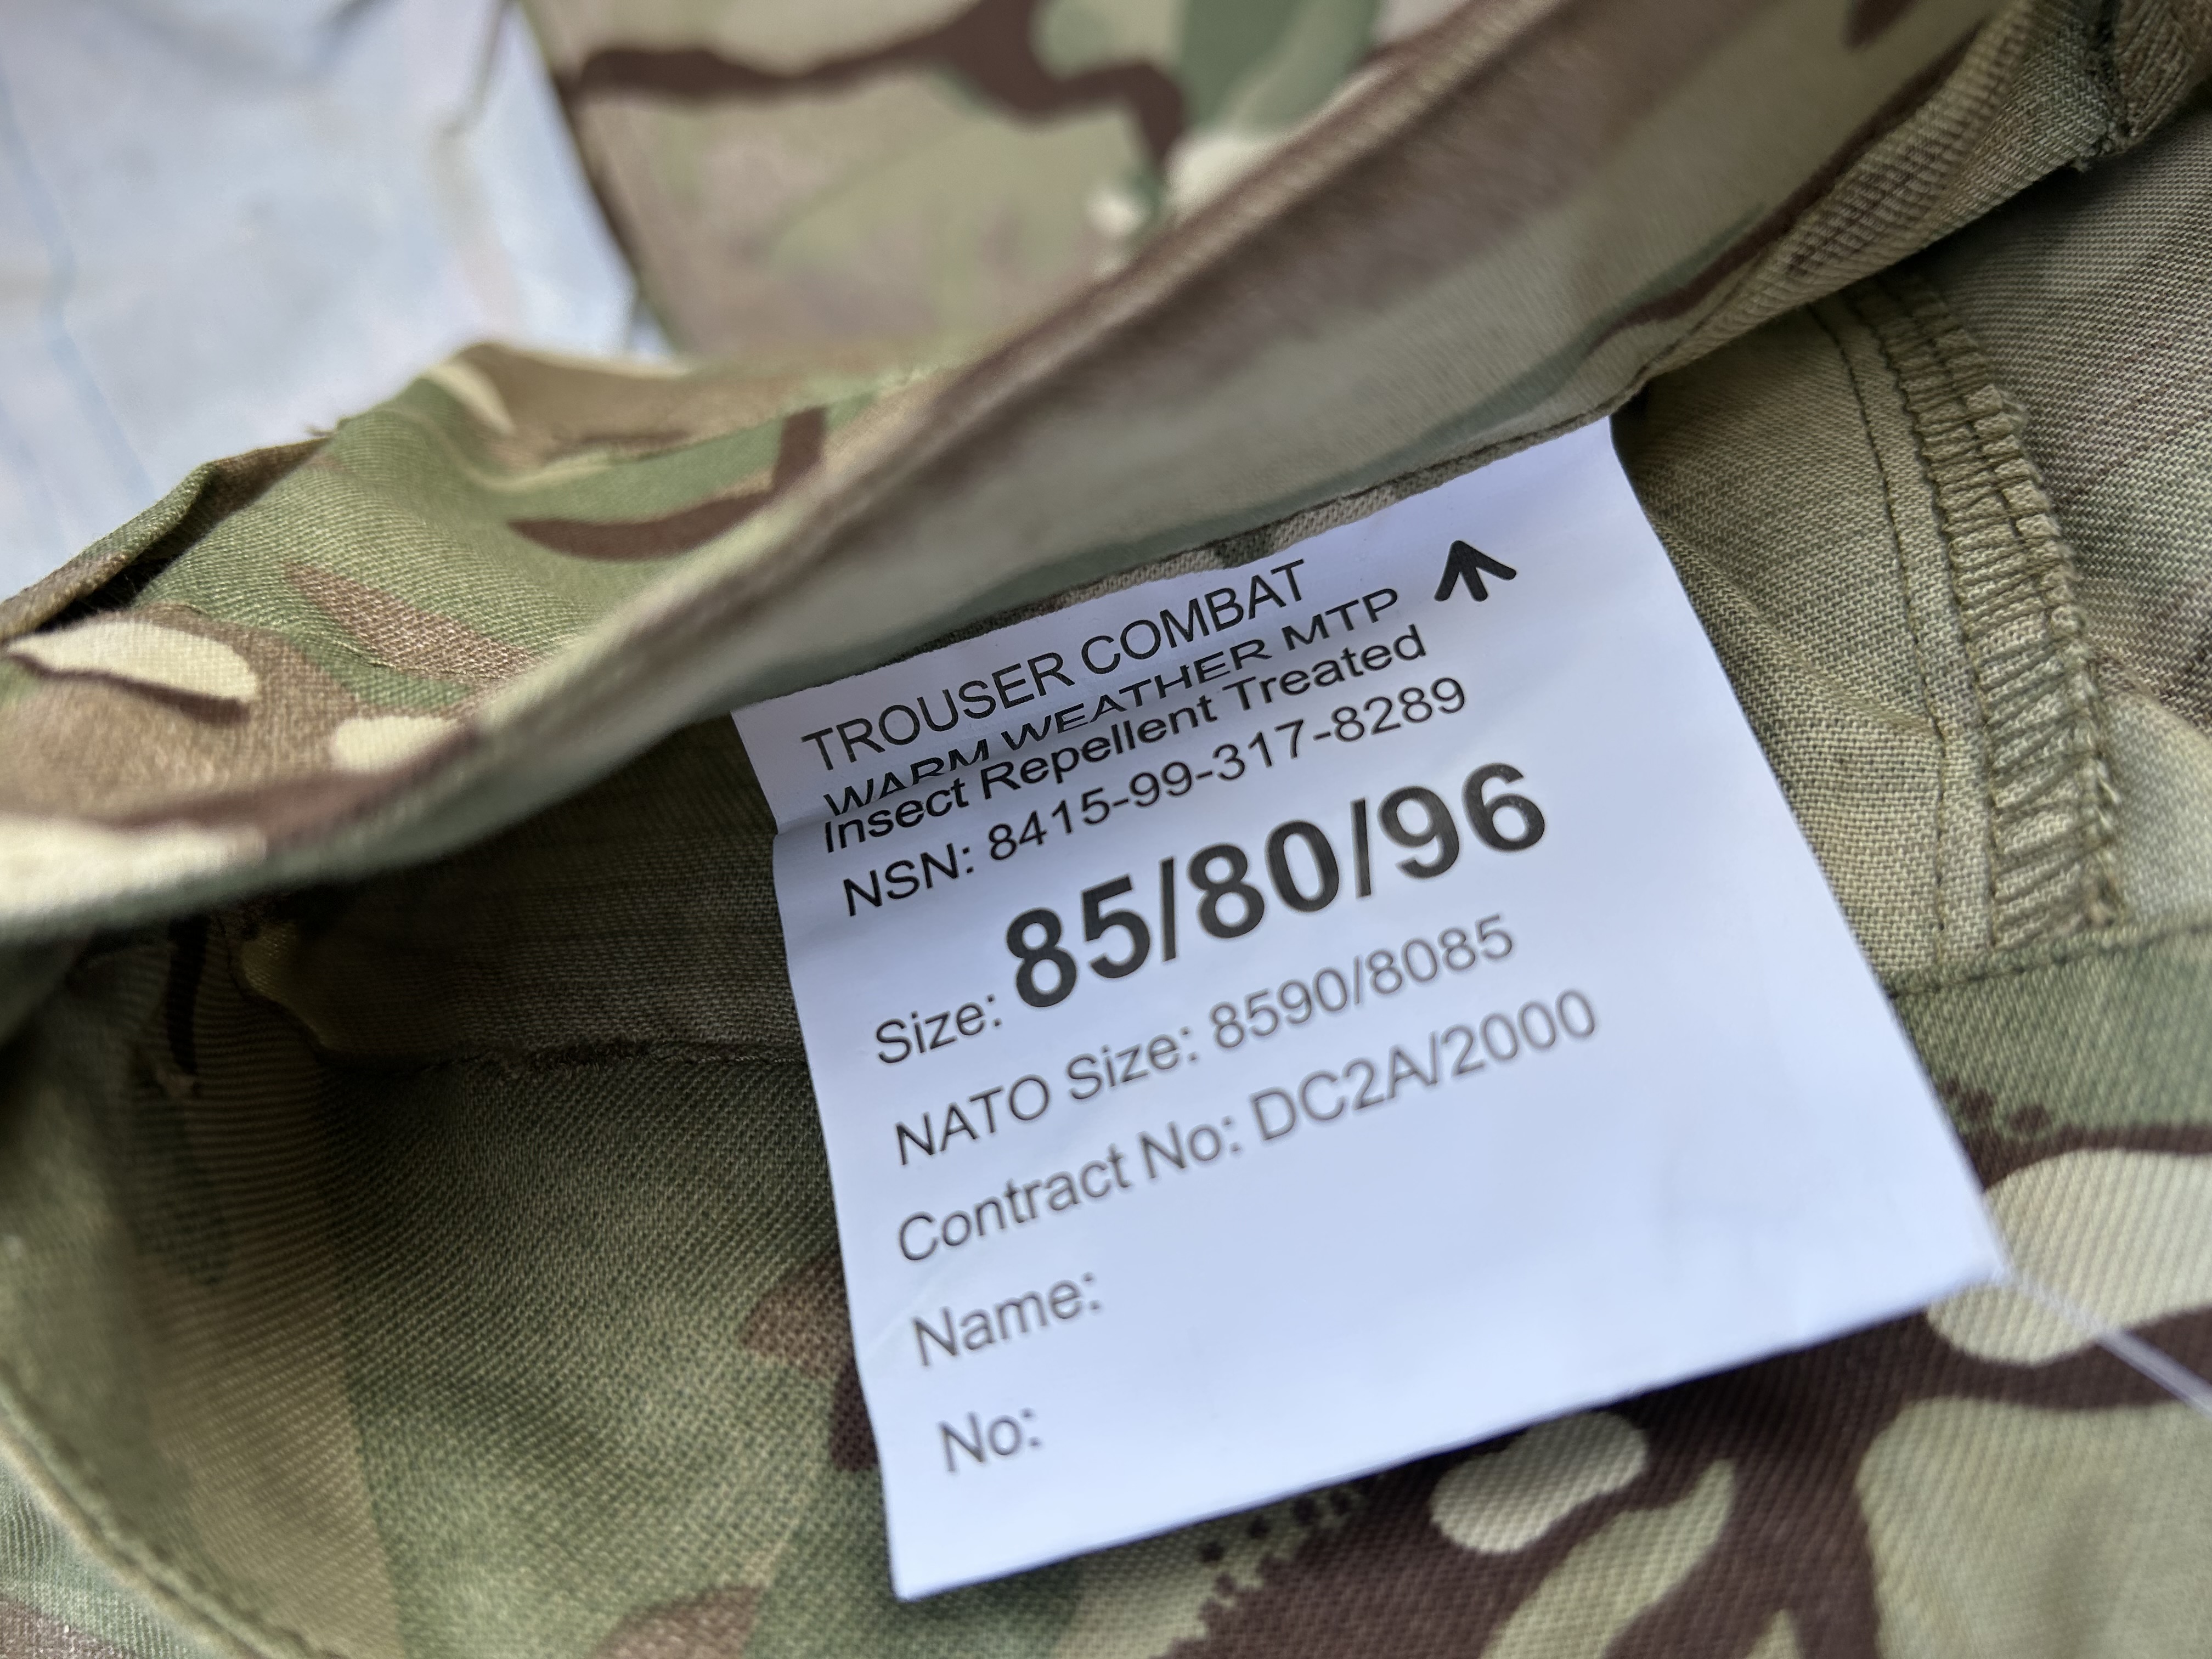 TROUSER COMBAT
WARM WEATHER MTP
Insect Repellent Treated
NSN: 8415-99-317-8289
Size: 85/80/96
NATO Size: 8590/8085
Contract No: DC2A/2000
Name:
No: